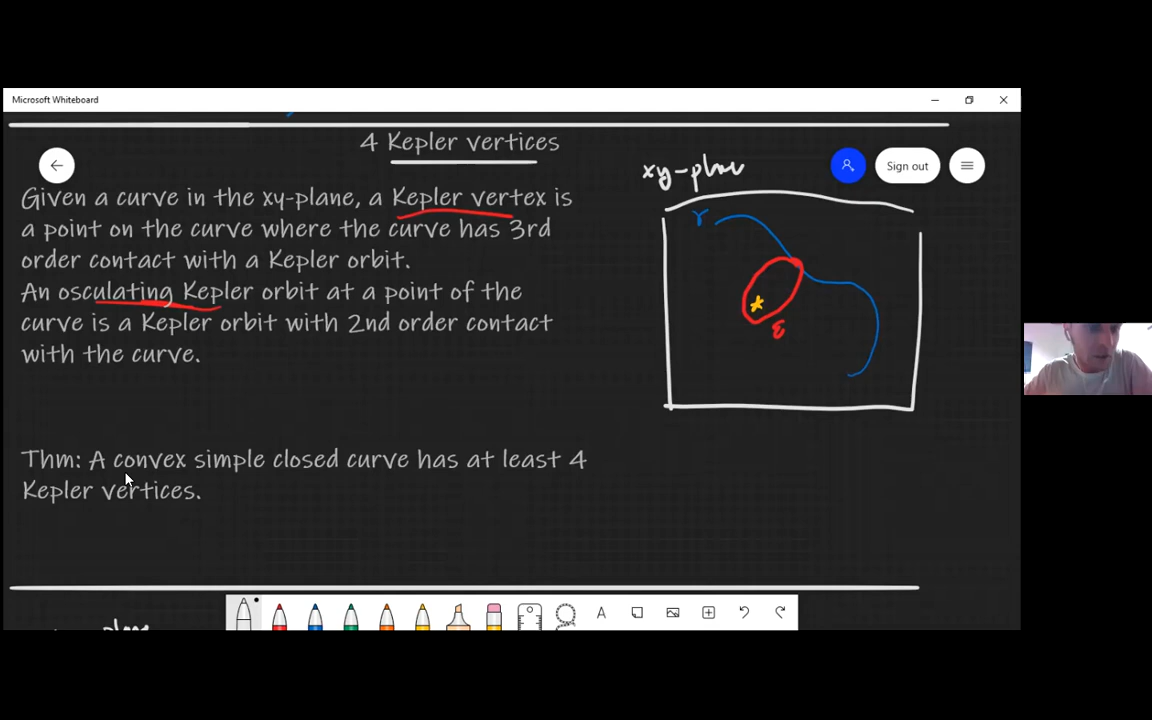 Microsoft Whiteboard
4 Kepler vertices
xy-plane
Sign out
Given a curve in the xy-plane, a Kepler vertex is
a point on the curve where the curve has 3rd
order contact with a Kepler orbit.
An osculating Kepler orbit at a point of the
curve is a Kepler orbit with 2nd order contact
with the curve.
γ
ε
Thm: A convex simple closed curve has at least 4
Kepler vertices.
A